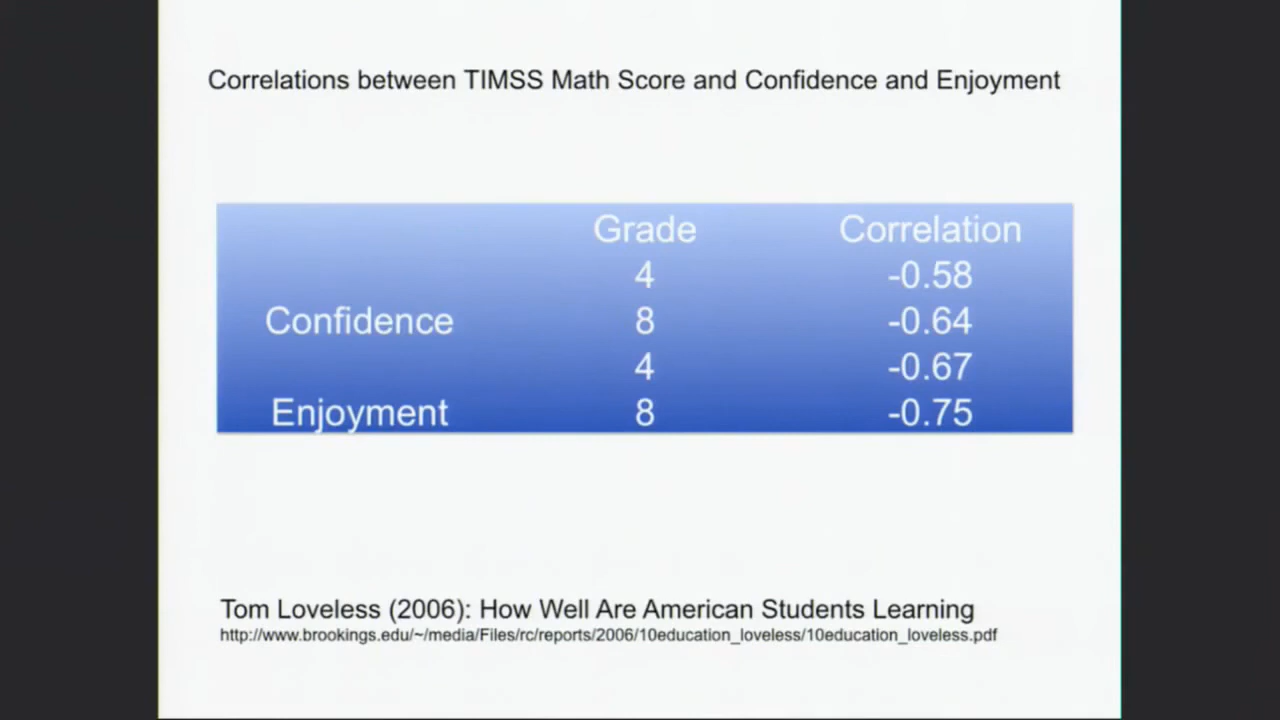 Correlations between TIMSS Math Score and Confidence and Enjoyment
Grade Correlation
4 -0.58
Confidence 8 -0.64
4 -0.67
Enjoyment 8 -0.75
Tom Loveless (2006): How Well Are American Students Learning
http://www.brookings.edu/~/media/Files/rc/reports/2006/10education_loveless/10education_loveless.pdf